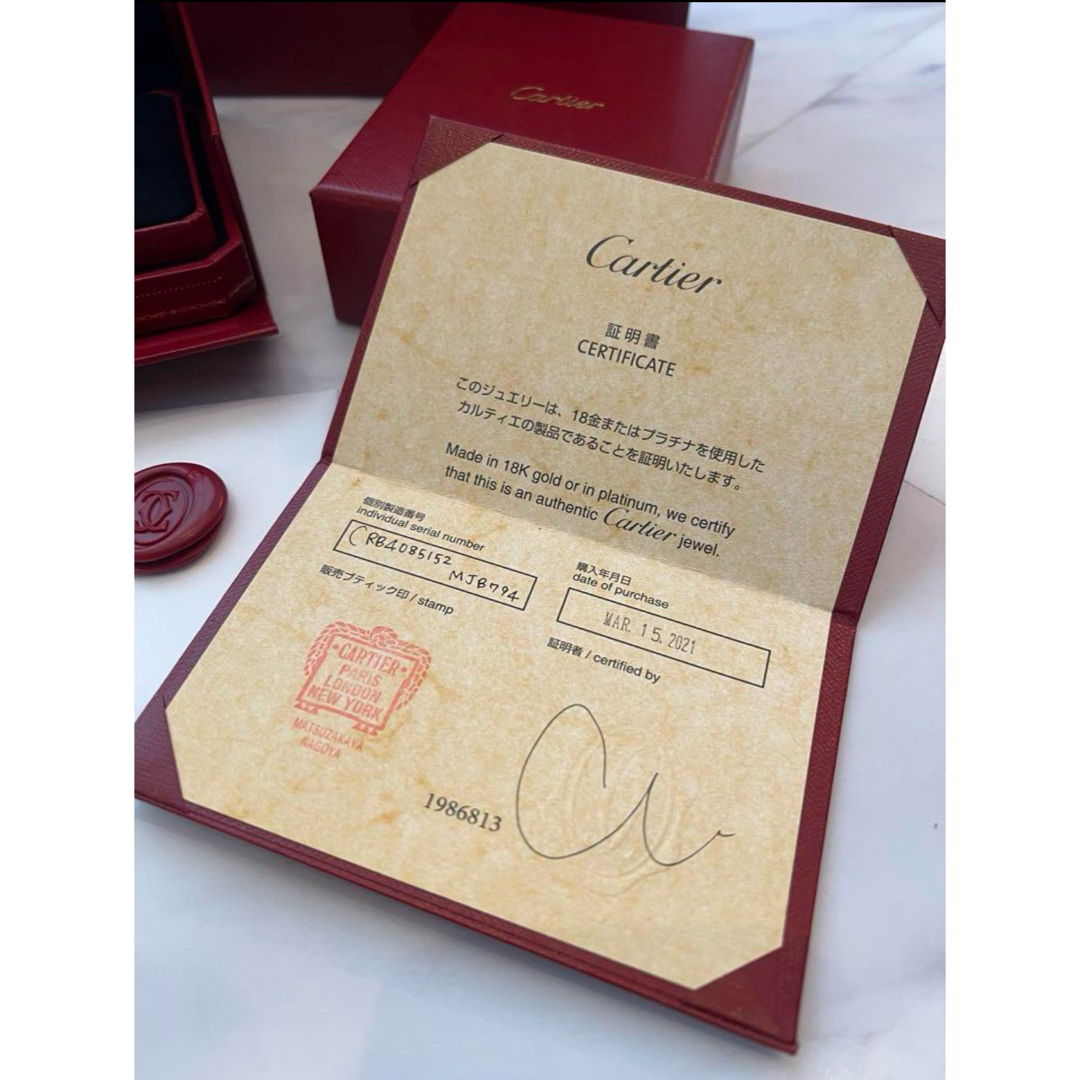 Cartier
Cartier
証明書
CERTIFICATE
このジュエリーは、18金またはプラチナを使用した
カルティエの製品であることを証明いたします。
Made in 18K gold or in platinum, we certify
that this is an authentic Cartier jewel.
個別製造番号
individual serial number
CRB4085152
MJB794
購入年月日
date of purchase
MAR. 15. 2021
販売ブティック印 / stamp
証明者 / certified by
CARTIER
PARIS
LONDON
NEW YORK
MATSUZAKAYA
NAGOYA
1986813